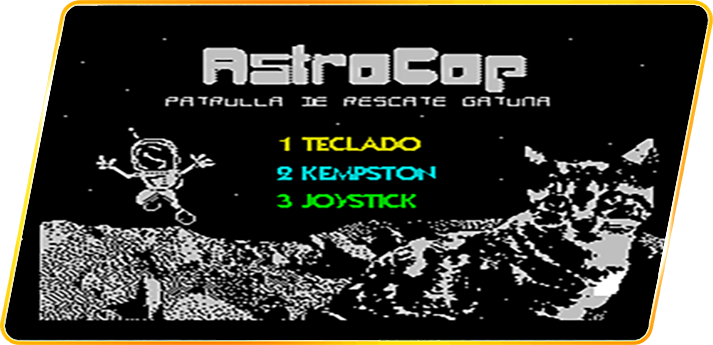 AstroCop
PATRULLA DE RESCATE GATUNA
1 TECLADO
2 KEMPSTON
3 JOYSTICK